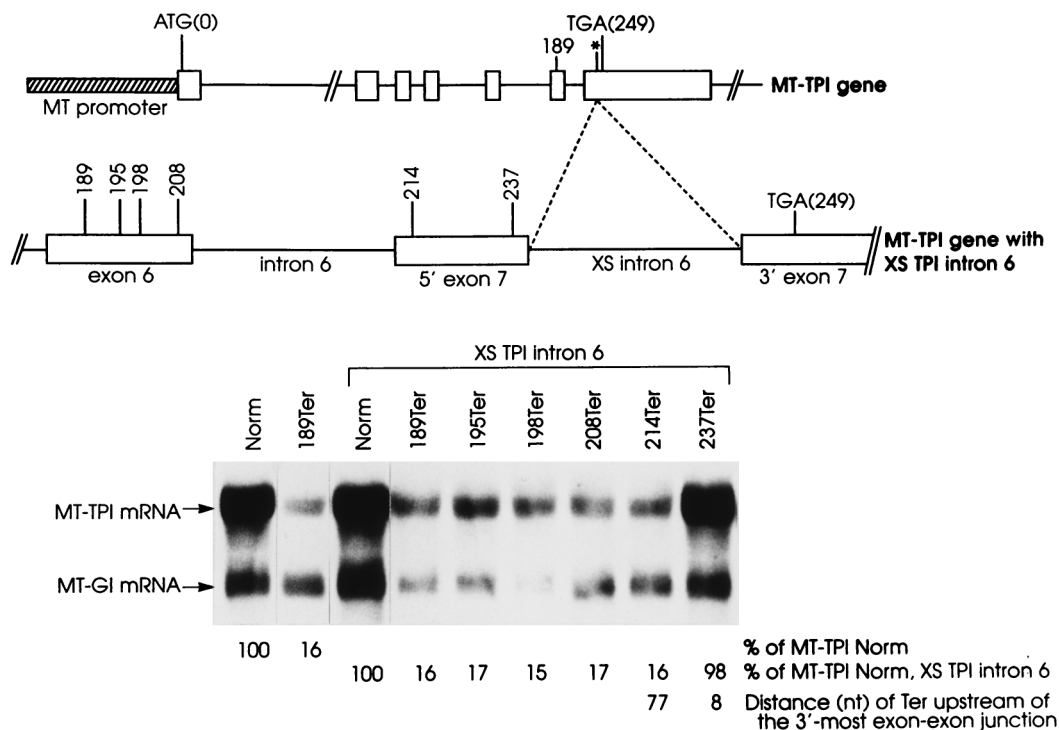 ATG(0)
189
*
TGA(249)
MT promoter
MT-TPI gene
189
195
198
208
214
237
TGA(249)
exon 6
intron 6
5' exon 7
XS intron 6
3' exon 7
MT-TPI gene with
XS TPI intron 6
XS TPI intron 6
Norm
189Ter
Norm
189Ter
195Ter
198Ter
208Ter
214Ter
237Ter
MT-TPI mRNA
MT-GI mRNA
100 16 % of MT-TPI Norm
100 16 17 15 17 16 98 % of MT-TPI Norm, XS TPI intron 6
77 8 Distance (nt) of Ter upstream of
the 3'-most exon-exon junction